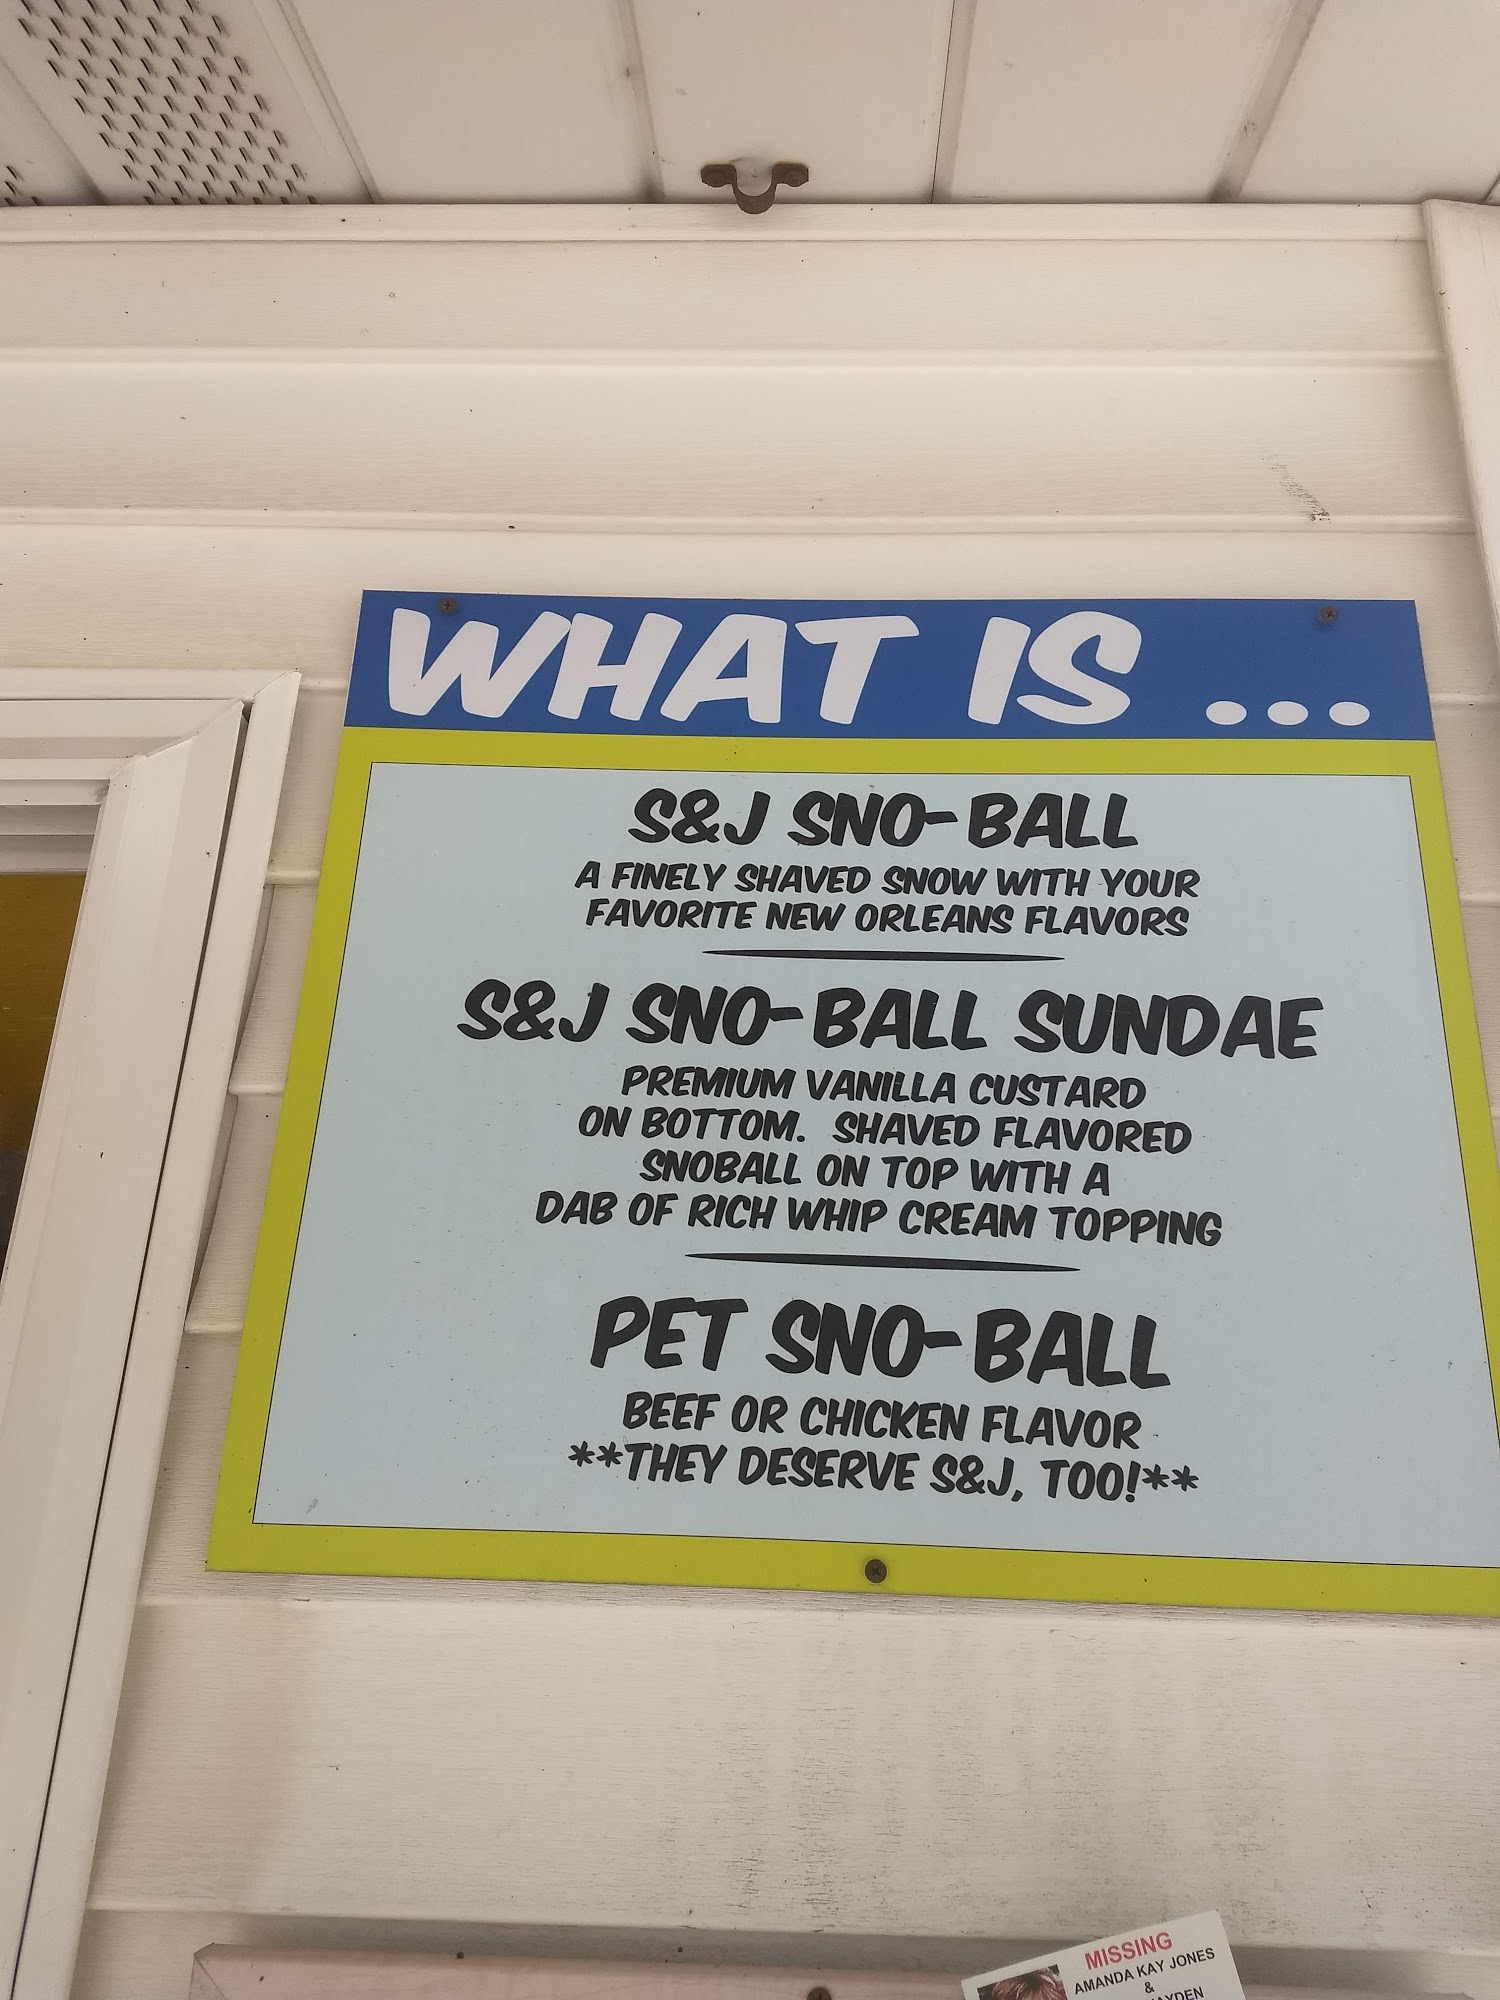 WHAT IS ...
S&J SNO-BALL
A FINELY SHAVED SNOW WITH YOUR
FAVORITE NEW ORLEANS FLAVORS
S&J SNO-BALL SUNDAE
PREMIUM VANILLA CUSTARD
ON BOTTOM. SHAVED FLAVORED
SNOBALL ON TOP WITH A
DAB OF RICH WHIP CREAM TOPPING
PET SNO-BALL
BEEF OR CHICKEN FLAVOR
**THEY DESERVE S&J, TOO!**
MISSING
AMANDA KAY JONES
&